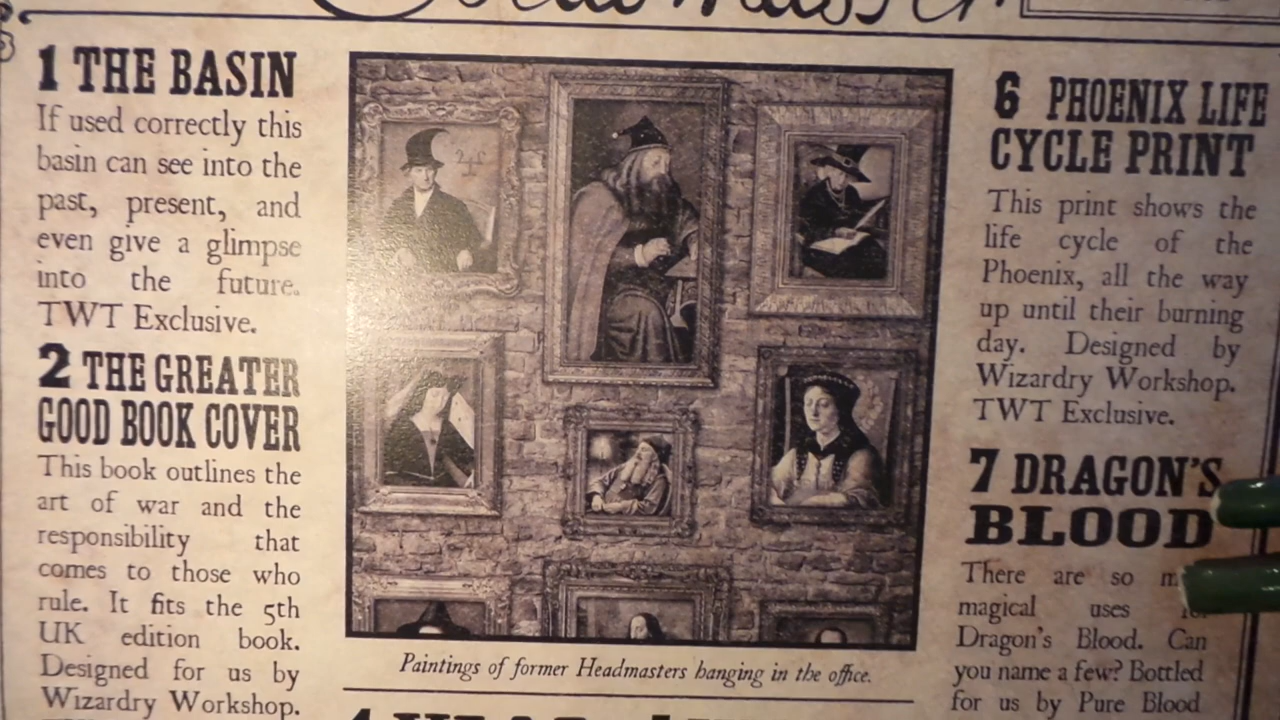 1 THE BASIN
If used correctly this
basin can see into the
past, present, and
even give a glimpse
into the future.
TWT Exclusive.
2 THE GREATER
GOOD BOOK COVER
This book outlines the
art of war and the
responsibility that
comes to those who
rule. It fits the 5th
UK edition book.
Designed for us by
Wizardry Workshop.
Paintings of former Headmasters hanging in the office.
6 PHOENIX LIFE
CYCLE PRINT
This print shows the
life cycle of the
Phoenix, all the way
up until their burning
day. Designed by
Wizardry Workshop.
TWT Exclusive.
7 DRAGON'S
BLOOD
There are so
magical uses
Dragon's Blood. Can
you name a few? Bottled
for us by Pure Blood